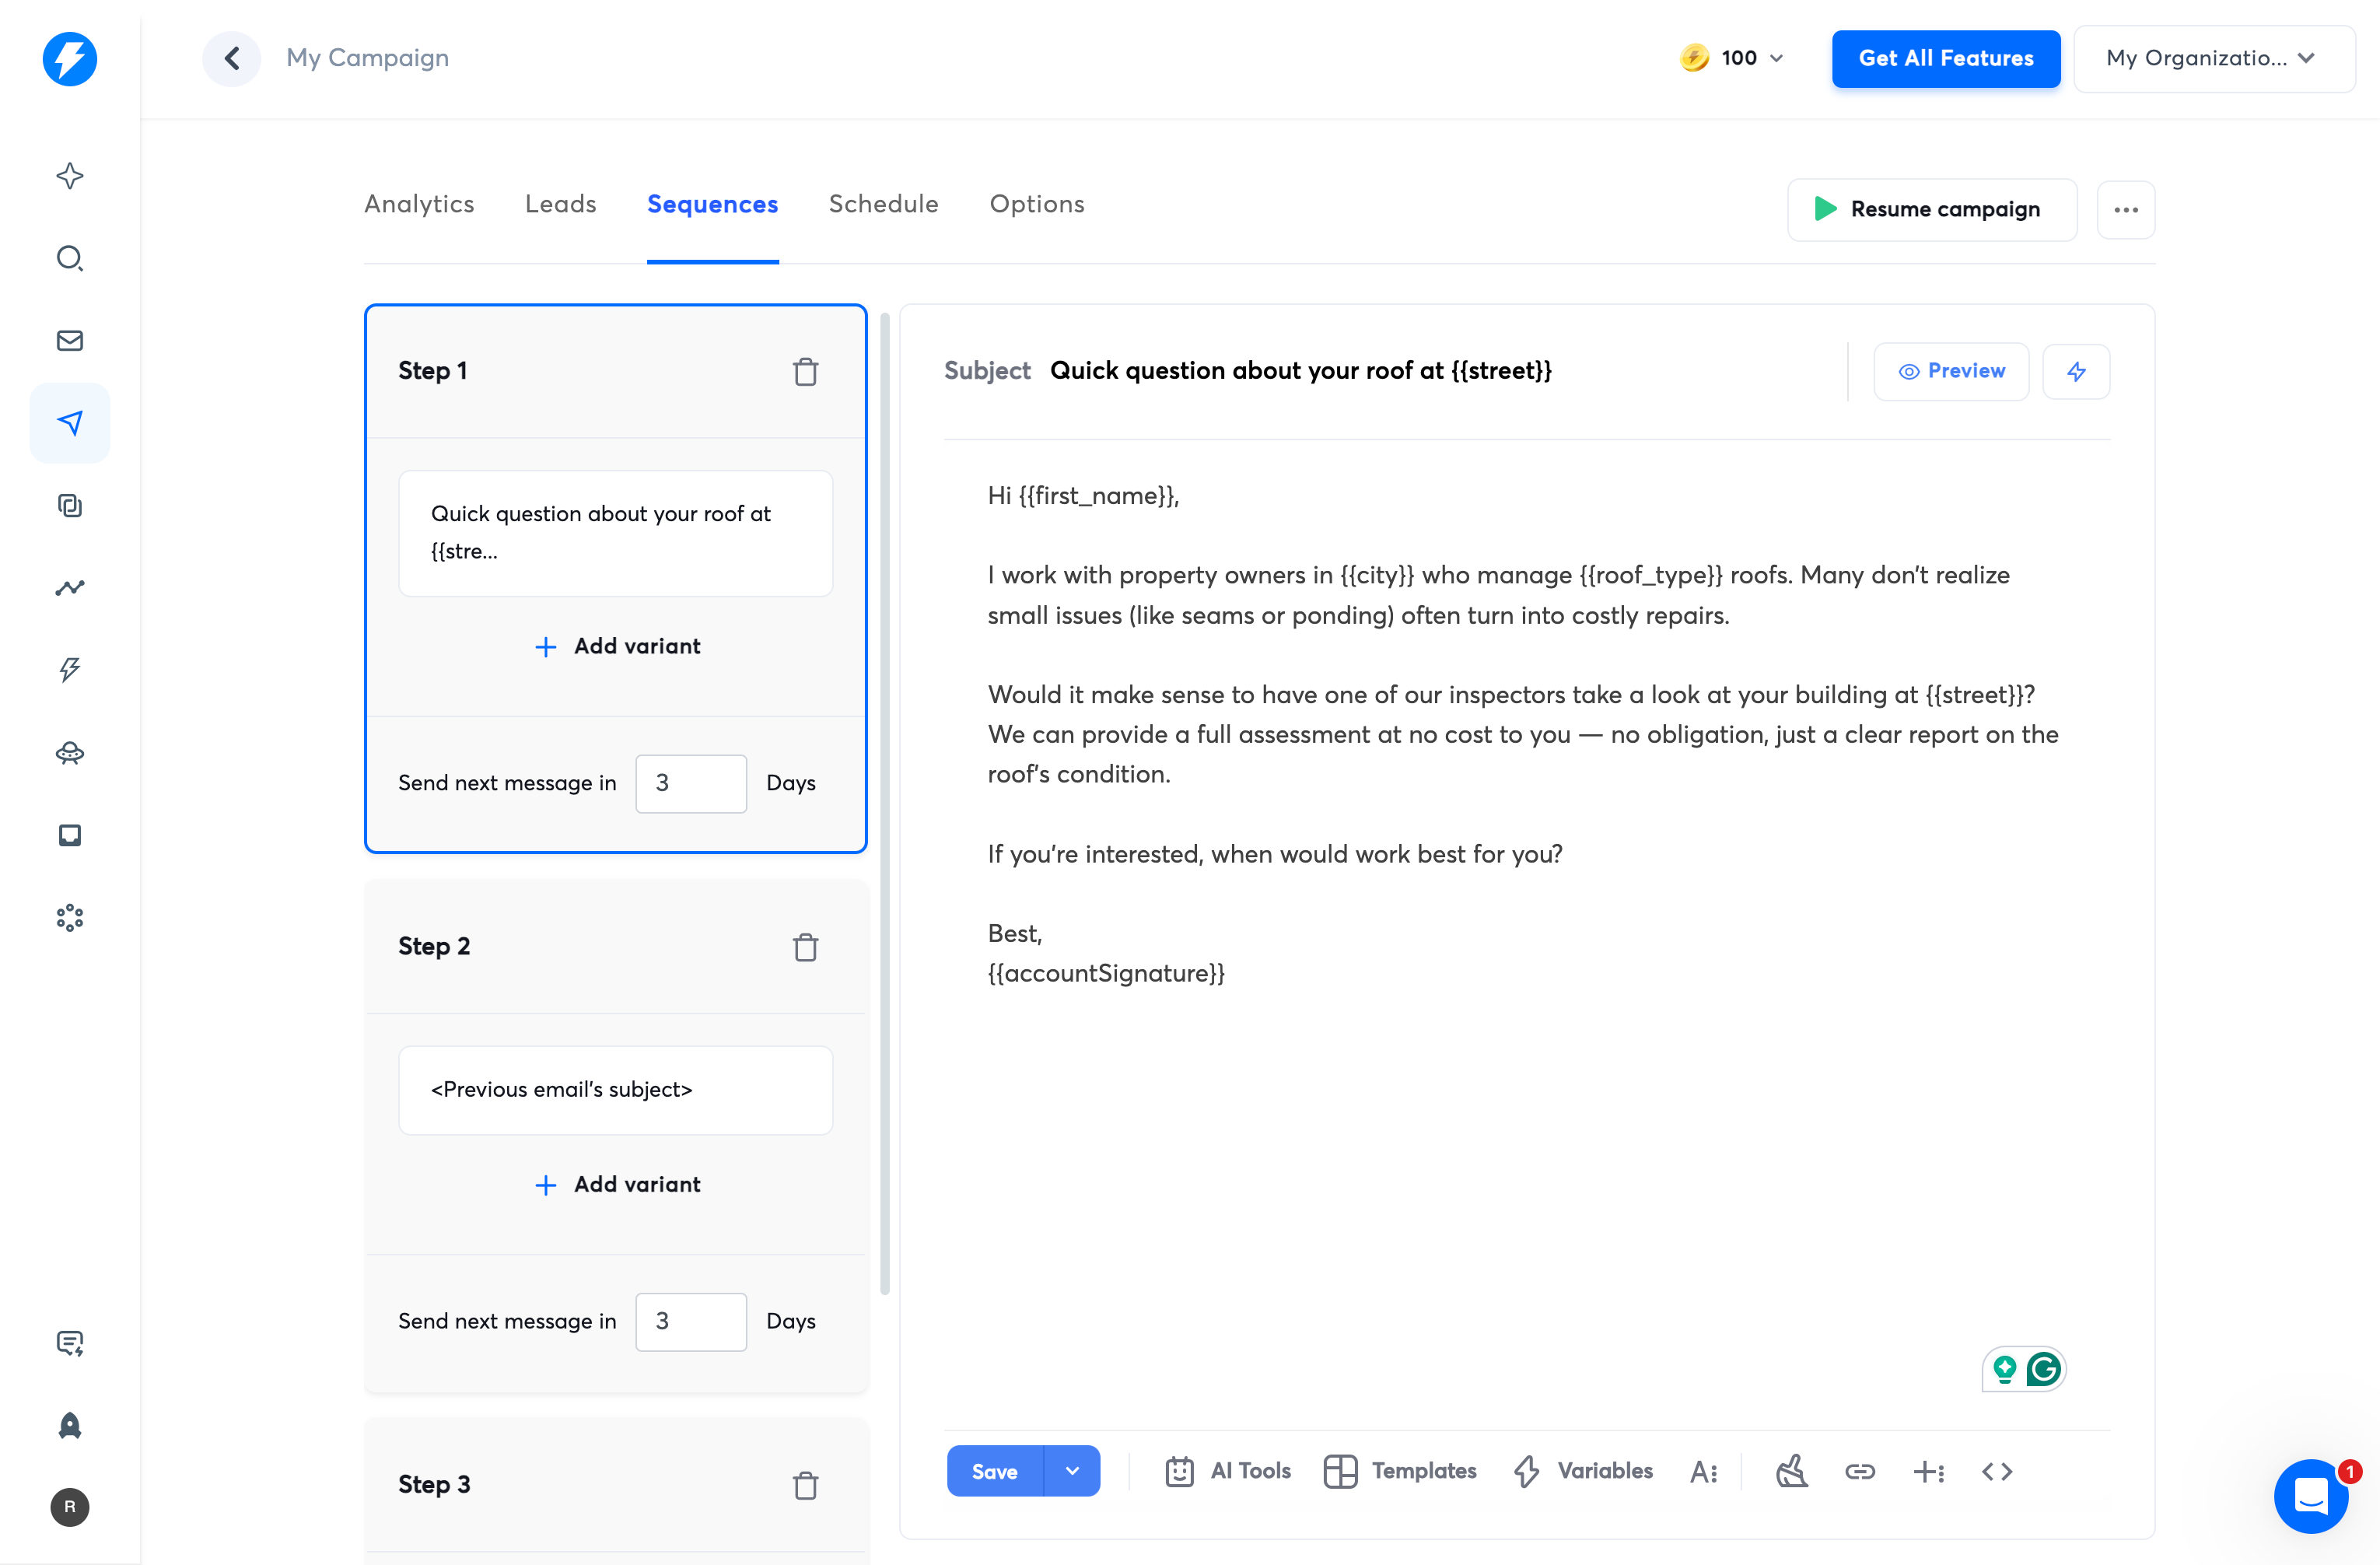 My Campaign
100
Get All Features
My Organizatio...
Analytics
Leads
Sequences
Schedule
Options
Resume campaign
Step 1
Quick question about your roof at
{{stre...
Add variant
Send next message in 3 Days
Step 2
<Previous email's subject>
Add variant
Send next message in 3 Days
Step 3
Subject Quick question about your roof at {{street}}
Preview
Hi {{first_name}},
I work with property owners in {{city}} who manage {{roof_type}} roofs. Many don't realize
small issues (like seams or ponding) often turn into costly repairs.
Would it make sense to have one of our inspectors take a look at your building at {{street}}?
We can provide a full assessment at no cost to you — no obligation, just a clear report on the
roof's condition.
If you're interested, when would work best for you?
Best,
{{accountSignature}}
Save
AI Tools
Templates
Variables
A
R
1